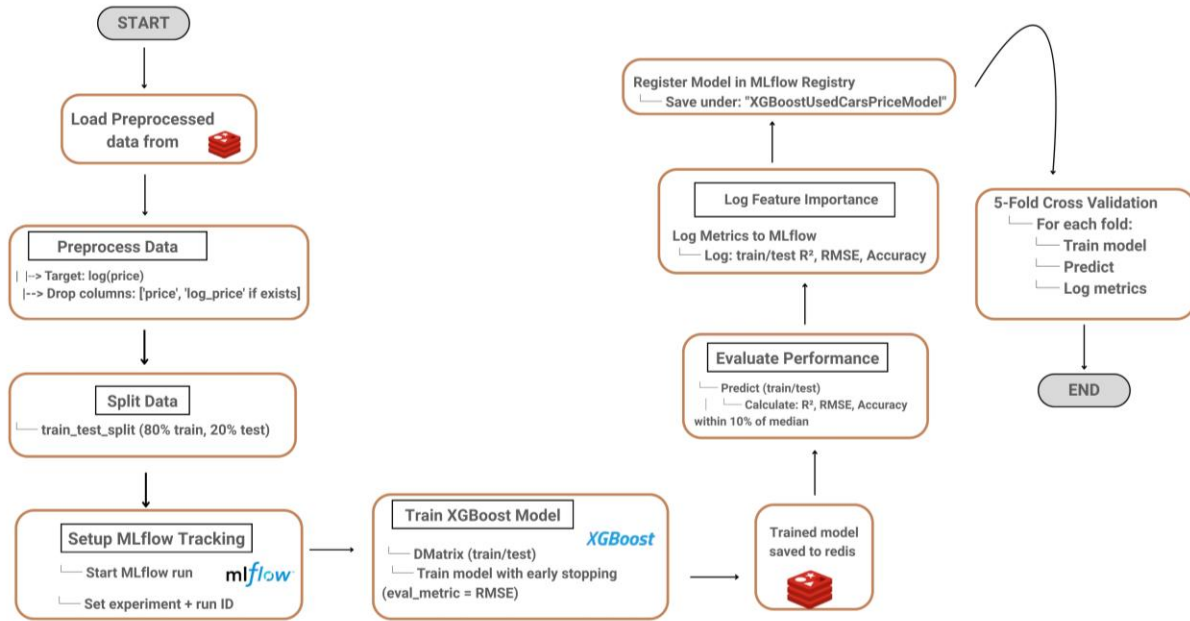 START
Load Preprocessed
data from
Preprocess Data
| |--> Target: log(price)
|--> Drop columns: ['price', 'log_price' if exists]
Split Data
└── train_test_split (80% train, 20% test)
Setup MLflow Tracking
└── Start MLflow run
mlflow
└── Set experiment + run ID
Train XGBoost Model
XGBoost
└── DMatrix (train/test)
└── Train model with early stopping
(eval_metric = RMSE)
Trained model
saved to redis
Evaluate Performance
└── Predict (train/test)
| └── Calculate: R², RMSE, Accuracy
within 10% of median
Log Feature Importance
Log Metrics to MLflow
└── Log: train/test R², RMSE, Accuracy
Register Model in MLflow Registry
└── Save under: "XGBoostUsedCarsPriceModel"
5-Fold Cross Validation
└── For each fold:
└── Train model
└── Predict
└── Log metrics
END